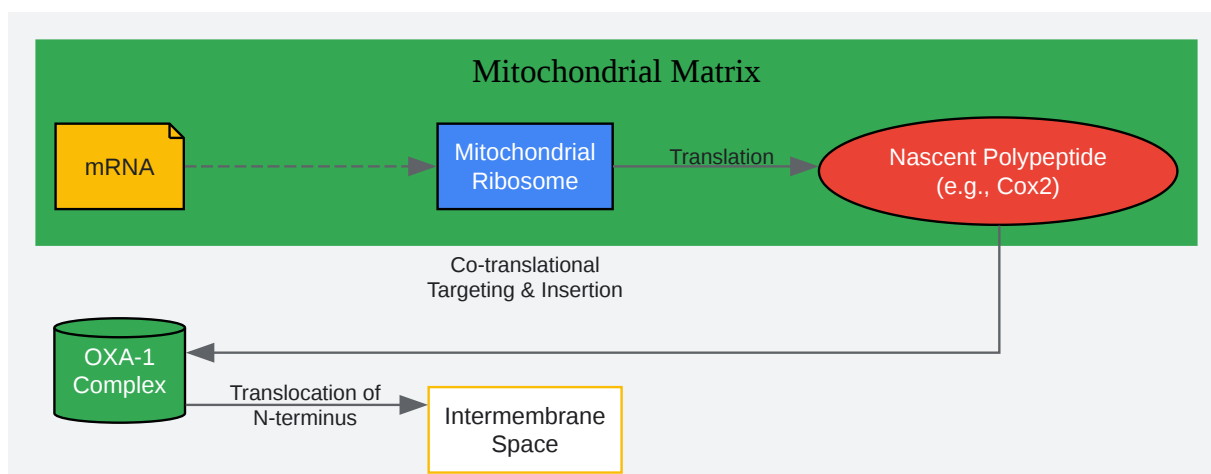 Mitochondrial Matrix
mRNA
Mitochondrial
Ribosome
Translation
Nascent Polypeptide
(e.g., Cox2)
Co-translational
Targeting & Insertion
OXA-1
Complex
Translocation of
N-terminus
Intermembrane
Space